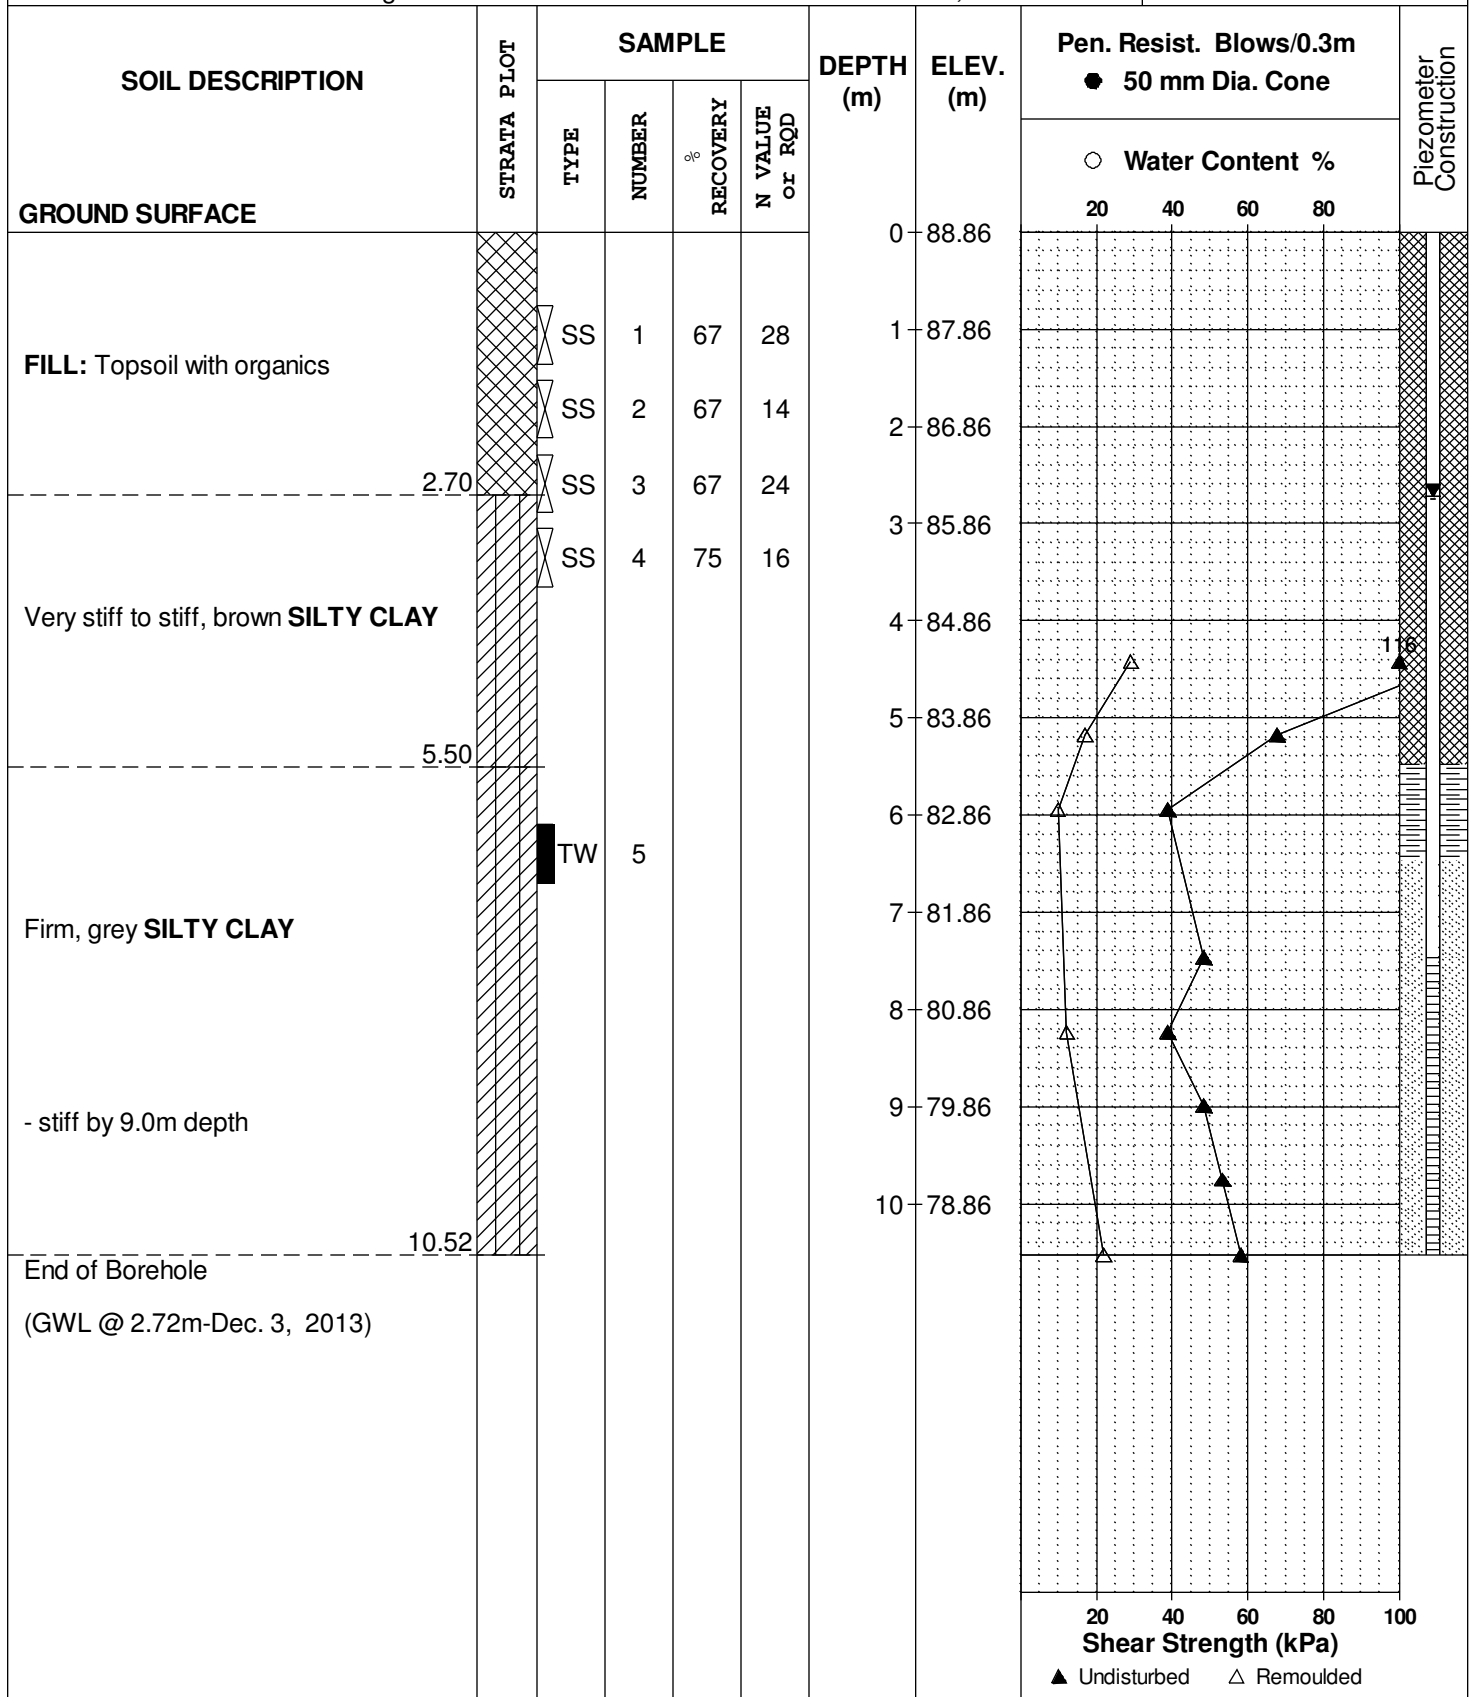 SOIL DESCRIPTION
GROUND SURFACE
STRATA PLOT
SAMPLE
TYPE
NUMBER
%
RECOVERY
N VALUE
or RQD
DEPTH
(m)
ELEV.
(m)
Pen. Resist. Blows/0.3m
● 50 mm Dia. Cone
○ Water Content %
20 40 60 80
Piezometer
Construction
0 88.86
SS 1 67 28
1 87.86
FILL: Topsoil with organics
SS 2 67 14
2 86.86
2.70
SS 3 67 24
3 85.86
SS 4 75 16
Very stiff to stiff, brown SILTY CLAY
4 84.86
116
5 83.86
5.50
6 82.86
TW 5
7 81.86
Firm, grey SILTY CLAY
8 80.86
9 79.86
- stiff by 9.0m depth
10 78.86
10.52
End of Borehole
(GWL @ 2.72m-Dec. 3, 2013)
20 40 60 80 100
Shear Strength (kPa)
▲ Undisturbed △ Remoulded